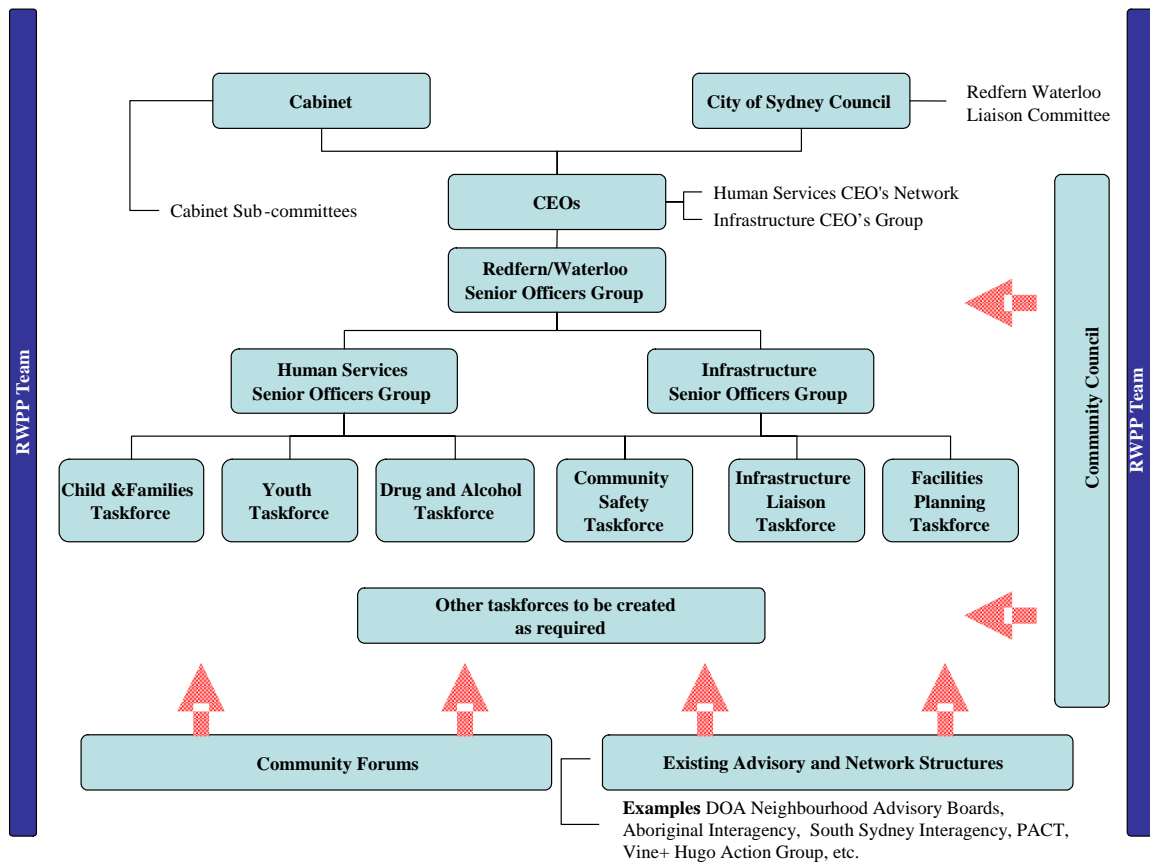 RWPP Team
Cabinet
City of Sydney Council
Redfern Waterloo
Liaison Committee
Cabinet Sub-committees
CEOs
Human Services CEO's Network
Infrastructure CEO’s Group
Redfern/Waterloo
Senior Officers Group
Human Services
Senior Officers Group
Infrastructure
Senior Officers Group
Child &Families
Taskforce
Youth
Taskforce
Drug and Alcohol
Taskforce
Community
Safety
Taskforce
Infrastructure
Liaison
Taskforce
Facilities
Planning
Taskforce
Other taskforces to be created
as required
Community Council
RWPP Team
Community Forums
Existing Advisory and Network Structures
Examples DOA Neighbourhood Advisory Boards,
Aboriginal Interagency, South Sydney Interagency, PACT,
Vine+ Hugo Action Group, etc.